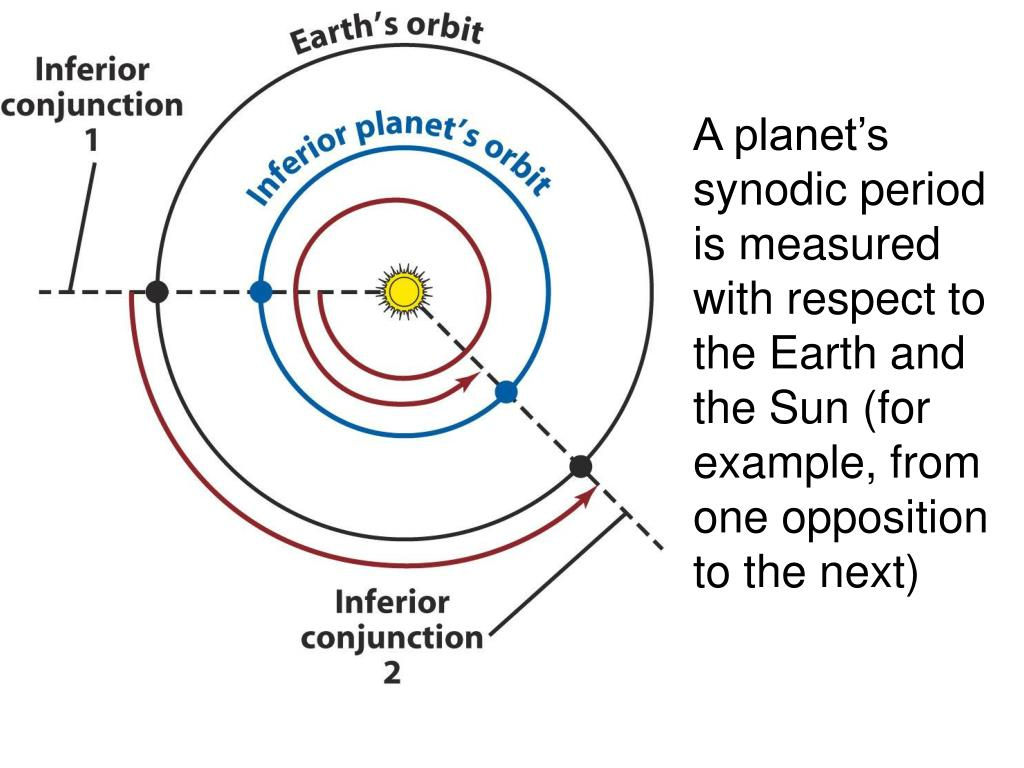 Earth’s orbit
Inferior
conjunction
1
Inferior planet’s orbit
A planet’s
synodic period
is measured
with respect to
the Earth and
the Sun (for
example, from
one opposition
to the next)
Inferior
conjunction
2